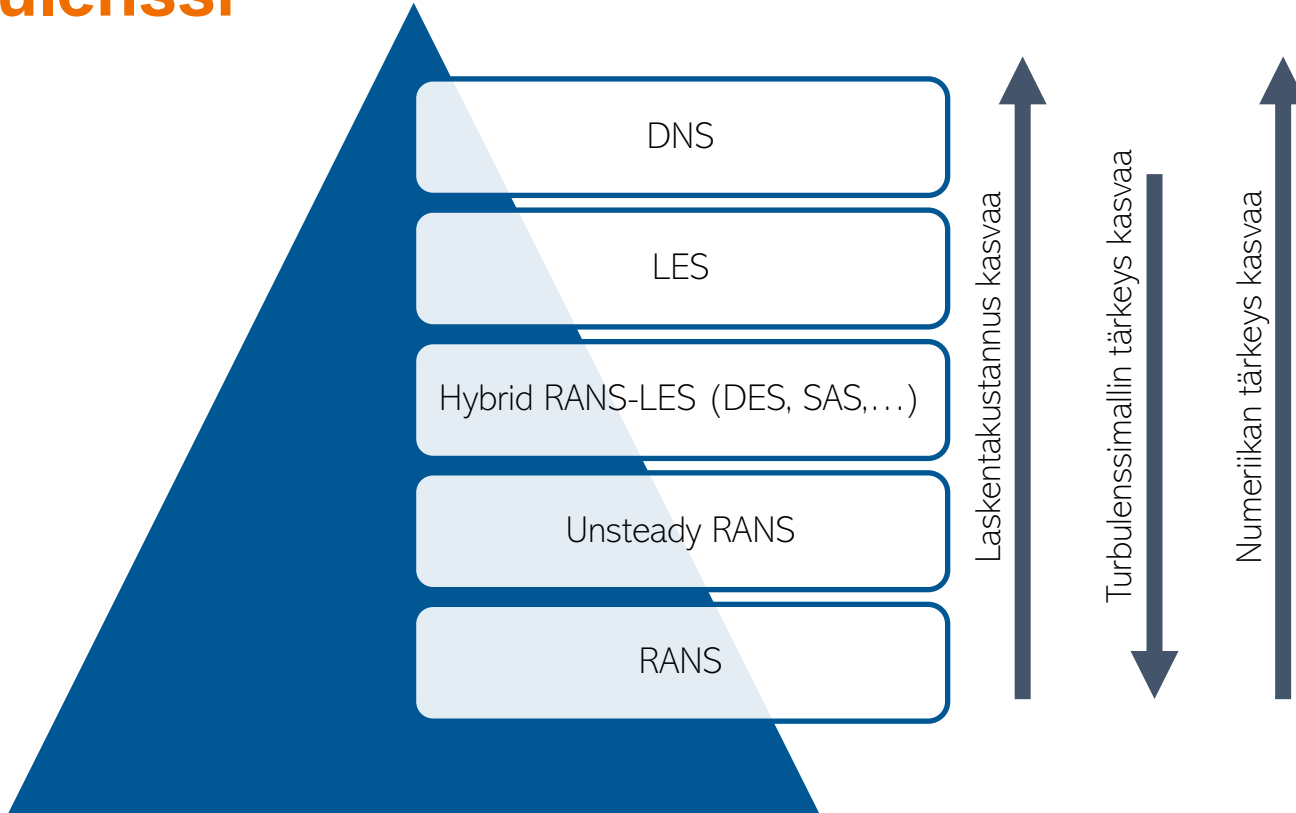 DNS
LES
Hybrid RANS-LES (DES, SAS,…)
Unsteady RANS
RANS
Laskentakustannus kasvaa
Turbulenssimallin tärkeys kasvaa
Numeriikan tärkeys kasvaa